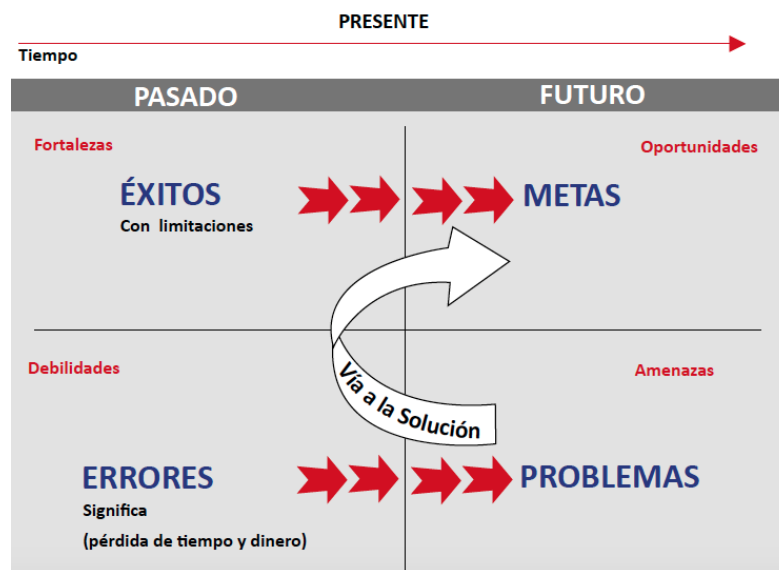 PRESENTE
Tiempo
PASADO
FUTURO
Fortalezas
Oportunidades
ÉXITOS
METAS
Con limitaciones
Vía a la Solución
Debilidades
Amenazas
ERRORES
PROBLEMAS
Significa
(pérdida de tiempo y dinero)